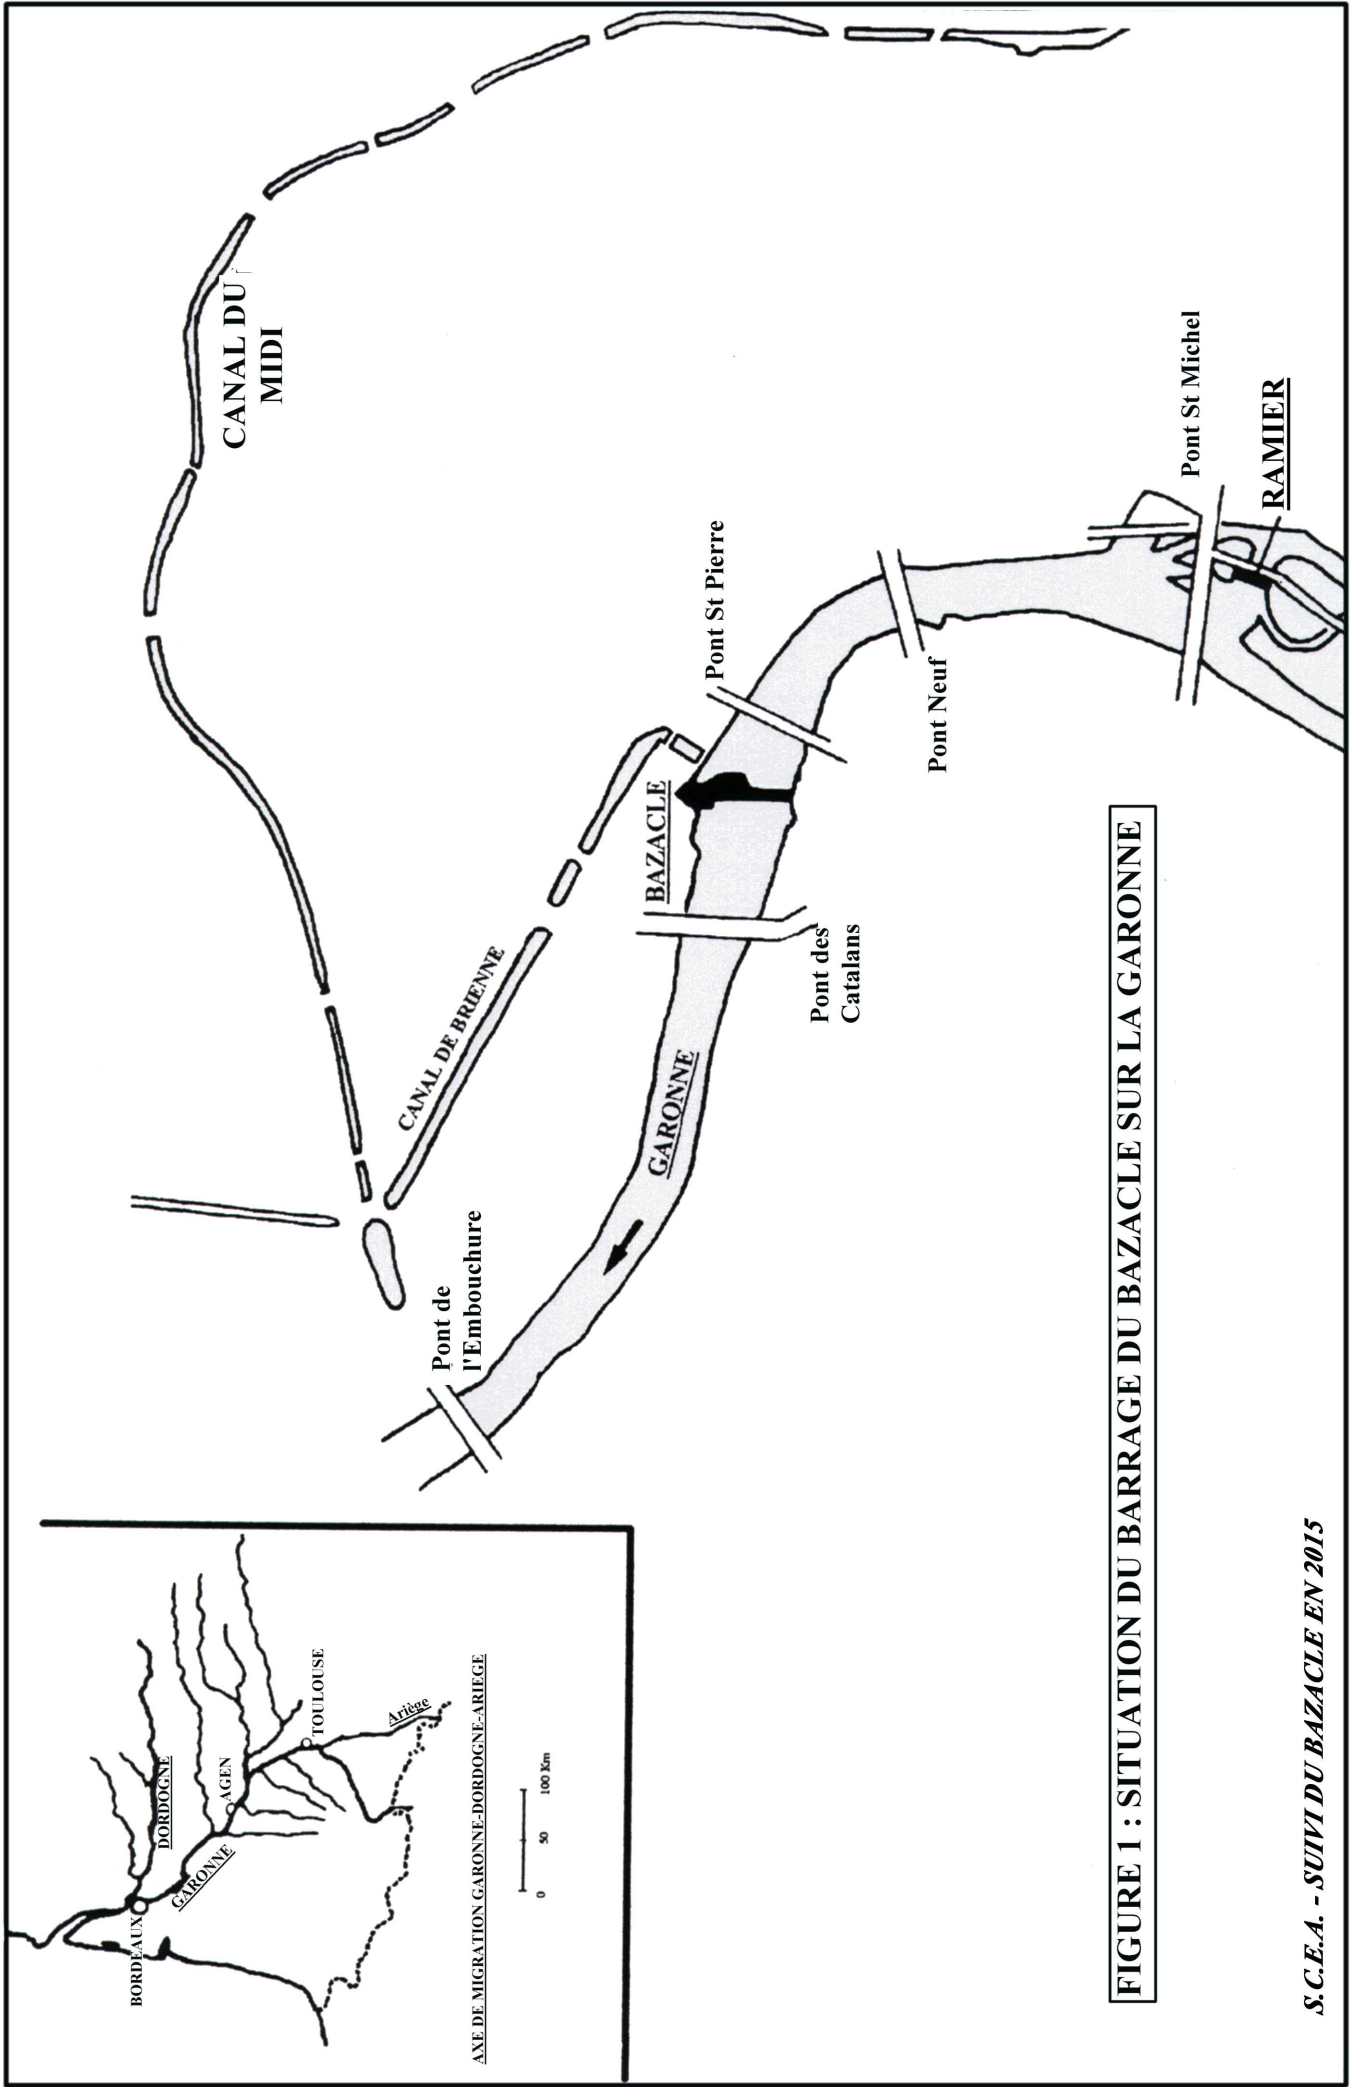 BORDEAUX
DORDOGNE
GARONNE
AGEN
TOULOUSE
Ariège
AXE DE MIGRATION GARONNE-DORDOGNE-ARIEGE
0 50 100 Km
CANAL DU
MIDI
CANAL DE BRIENNE
Pont de
l'Embouchure
GARONNE
BAZACLE
Pont des
Catalans
Pont St Pierre
Pont Neuf
Pont St Michel
RAMIER
FIGURE 1 : SITUATION DU BARRAGE DU BAZACLE SUR LA GARONNE
S.C.E.A. - SUIVI DU BAZACLE EN 2015